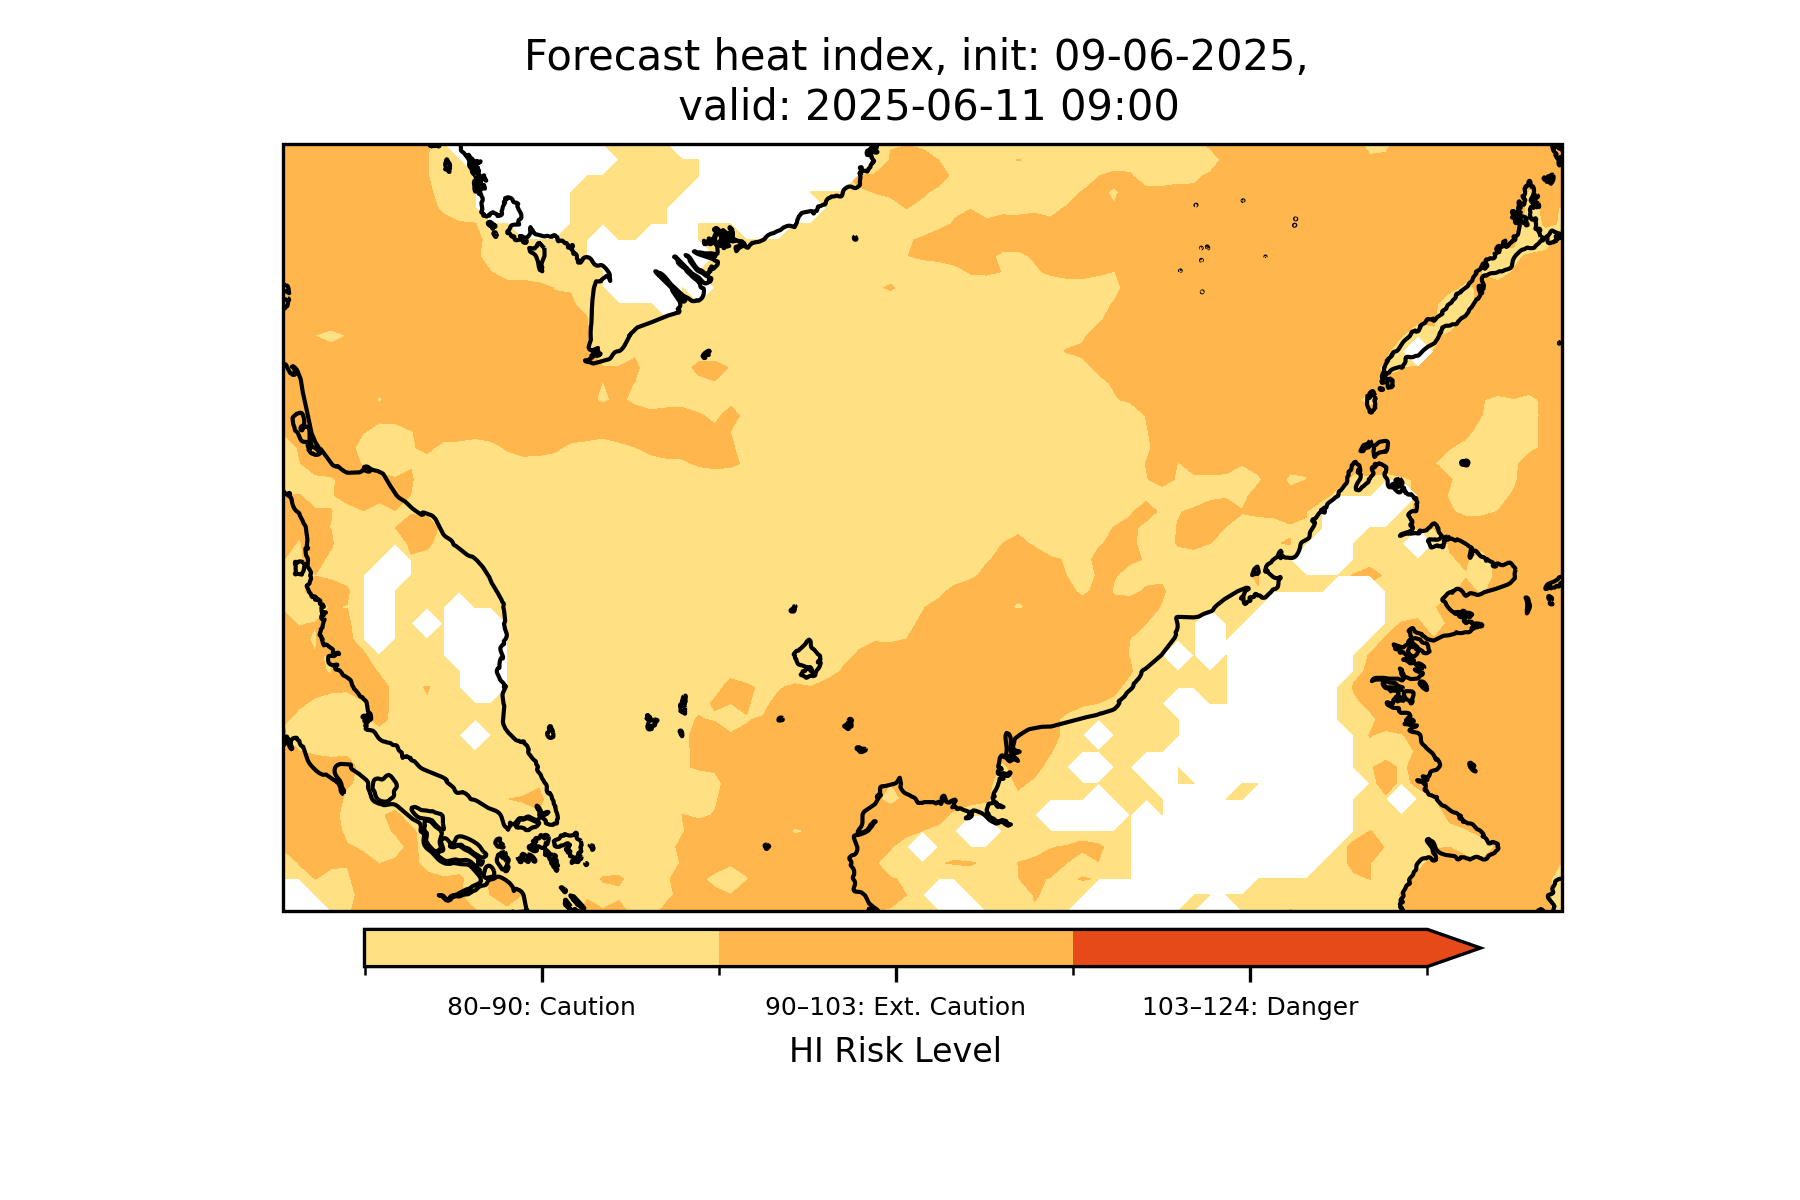 Forecast heat index, init: 09-06-2025,
valid: 2025-06-11 09:00
80–90: Caution
90–103: Ext. Caution
103–124: Danger
HI Risk Level